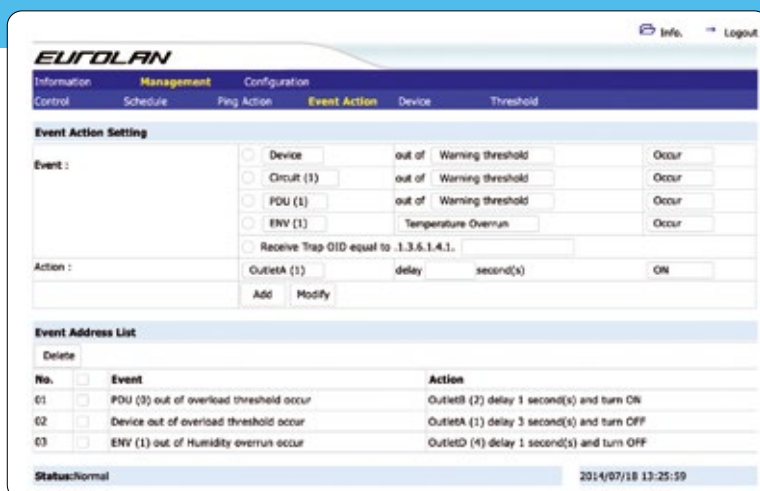 Info. → Logout
EUROLAN
Information Management Configuration
Control Schedule Ping Action Event Action Device Threshold
Event Action Setting
Event :
Device out of Warning threshold Occur
Circuit (1) out of Warning threshold Occur
PDU (1) out of Warning threshold Occur
ENV (1) Temperature Overrun Occur
Receive Trap OID equal to .1.3.6.1.4.1.
Action : OutletA (1) delay second(s) ON
Add Modify
Event Address List
Delete
No. Event Action
01 PDU (0) out of overload threshold occur OutletB (2) delay 1 second(s) and turn ON
02 Device out of overload threshold occur OutletA (1) delay 3 second(s) and turn OFF
03 ENV (1) out of Humidity overrun occur OutletD (4) delay 1 second(s) and turn OFF
Status:Normal 2014/07/18 13:25:59